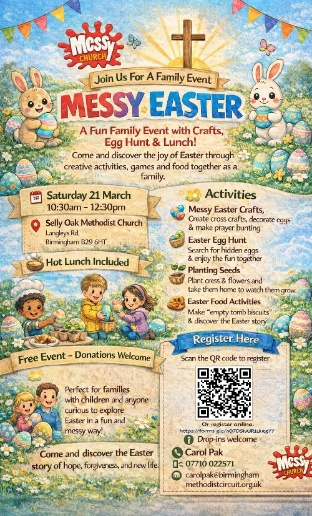 Messy
CHURCH
Join Us For A Family Event
MESSY EASTER
A Fun Family Event with Crafts,
Egg Hunt & Lunch!
Come and discover the joy of Easter through
creative activities, games and food together as a
family.
Saturday 21 March
10:30am – 12:30pm
Selly Oak Methodist Church
Langleys Rd,
Birmingham B29 6HT
Hot Lunch Included
Activities
Messy Easter Crafts,
Create cross crafts, decorate eggs
& make prayer bunting
Easter Egg Hunt
Search for hidden eggs
& enjoy the fun together
Planting Seeds
Plant cress & flowers and
take them home to watch them grow.
Easter Food Activities
Make "empty tomb biscuits
& discover the Easter story
Free Event – Donations Welcome
Perfect for families
with children and anyone
curious to explore
Easter in a fun and
messy way!
Come and discover the Easter
story of hope, forgiveness, and new life.
Register Here
Scan the QR code to register
Or register online:
Drop-ins welcome
Carol Pak
07710 022571
carolpak@birmingham
methodistcircuit.org.uk
Messy
CHURCH